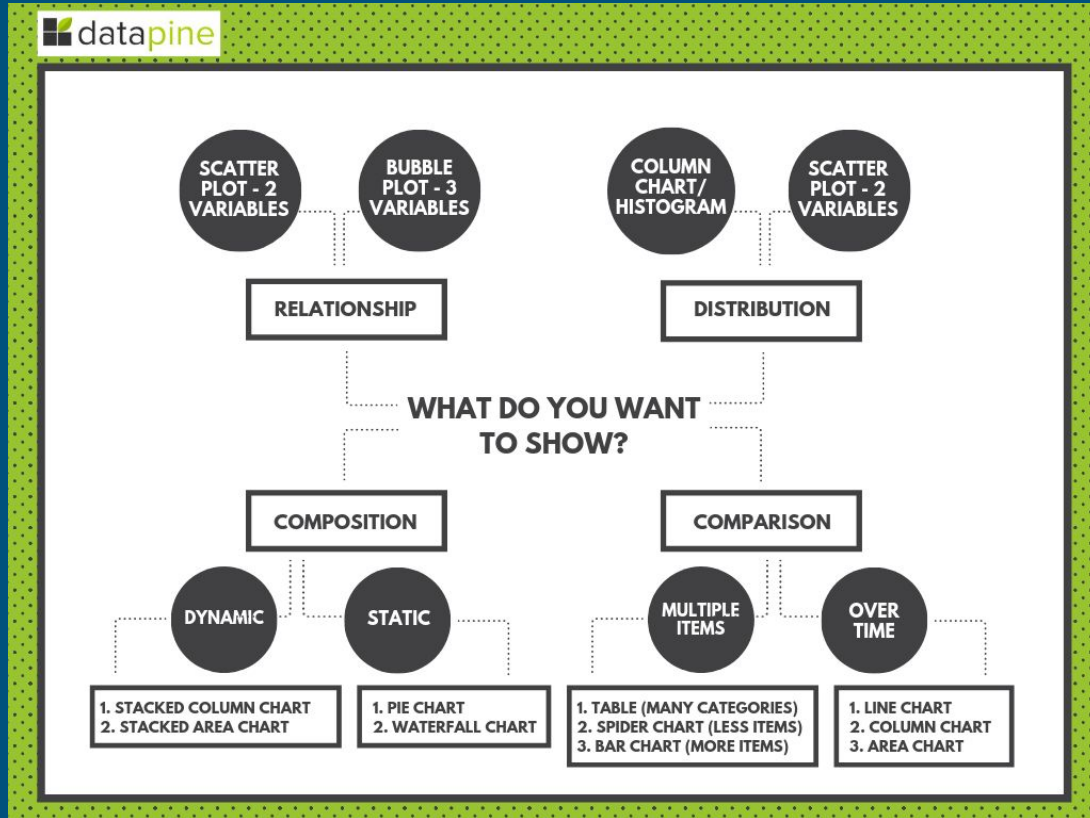 datapine
SCATTER
PLOT - 2
VARIABLES
BUBBLE
PLOT - 3
VARIABLES
COLUMN
CHART/
HISTOGRAM
SCATTER
PLOT - 2
VARIABLES
RELATIONSHIP
DISTRIBUTION
WHAT DO YOU WANT
TO SHOW?
COMPOSITION
COMPARISON
DYNAMIC
STATIC
MULTIPLE
ITEMS
OVER
TIME
1. STACKED COLUMN CHART
2. STACKED AREA CHART
1. PIE CHART
2. WATERFALL CHART
1. TABLE (MANY CATEGORIES)
2. SPIDER CHART (LESS ITEMS)
3. BAR CHART (MORE ITEMS)
1. LINE CHART
2. COLUMN CHART
3. AREA CHART